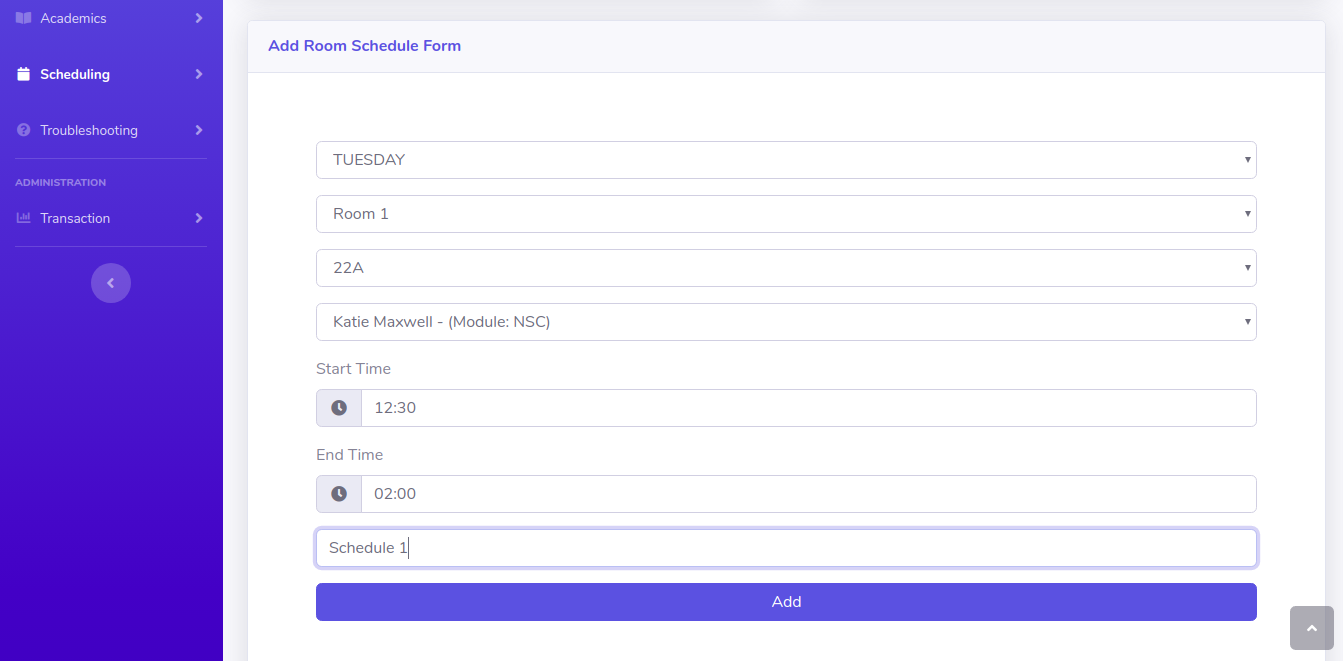 Academics
Scheduling
Troubleshooting
ADMINISTRATION
Transaction
Add Room Schedule Form
TUESDAY
Room 1
22A
Katie Maxwell - (Module: NSC)
Start Time
12:30
End Time
02:00
Schedule 1
Add